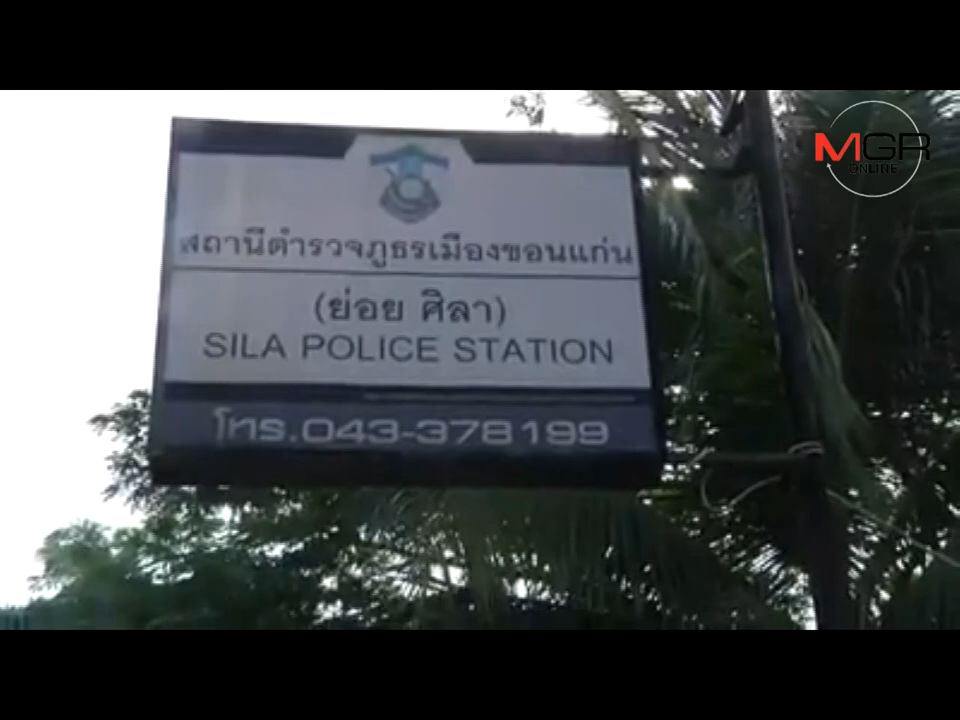 MGR
ONLINE
สถานีตำรวจภูธรเมืองขอนแก่น
(ย่อย ศิลา)
SILA POLICE STATION
โทร.043-378199